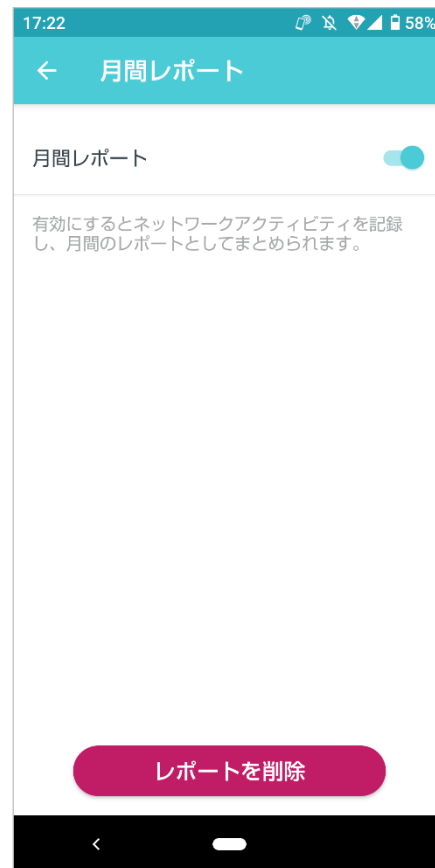 17:22 58%
月間レポート
月間レポート
有効にするとネットワークアクティビティを記録
し、月間のレポートとしてまとめられます。
レポートを削除